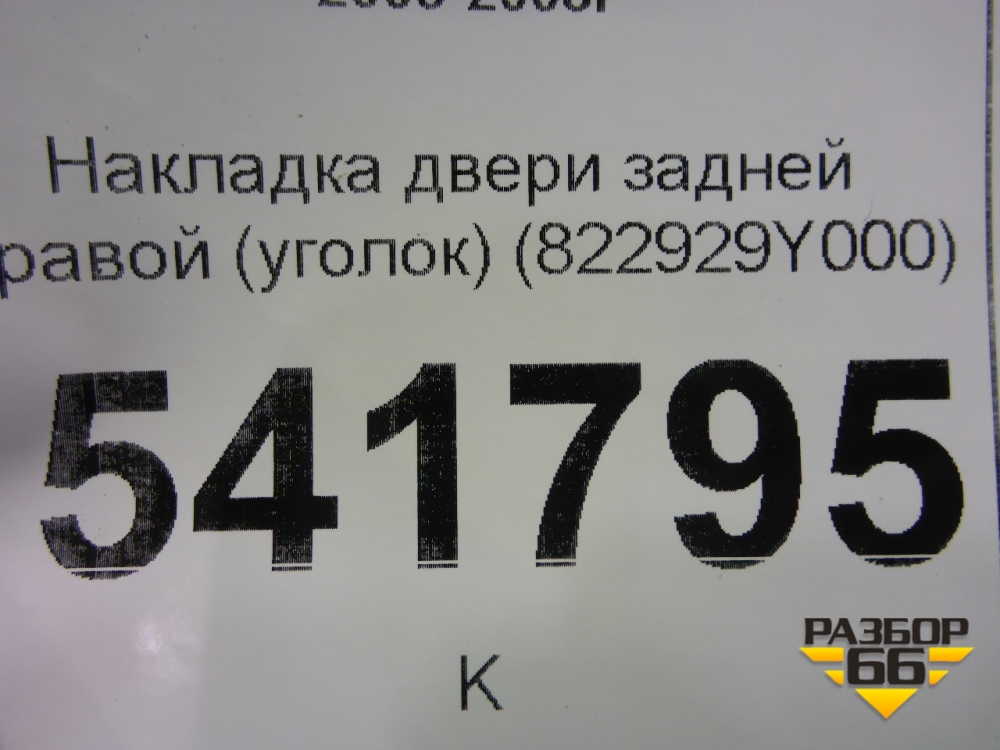 Накладка двери задней
равой (уголок) (822929Y000)
541795
К
РАЗБОР
66